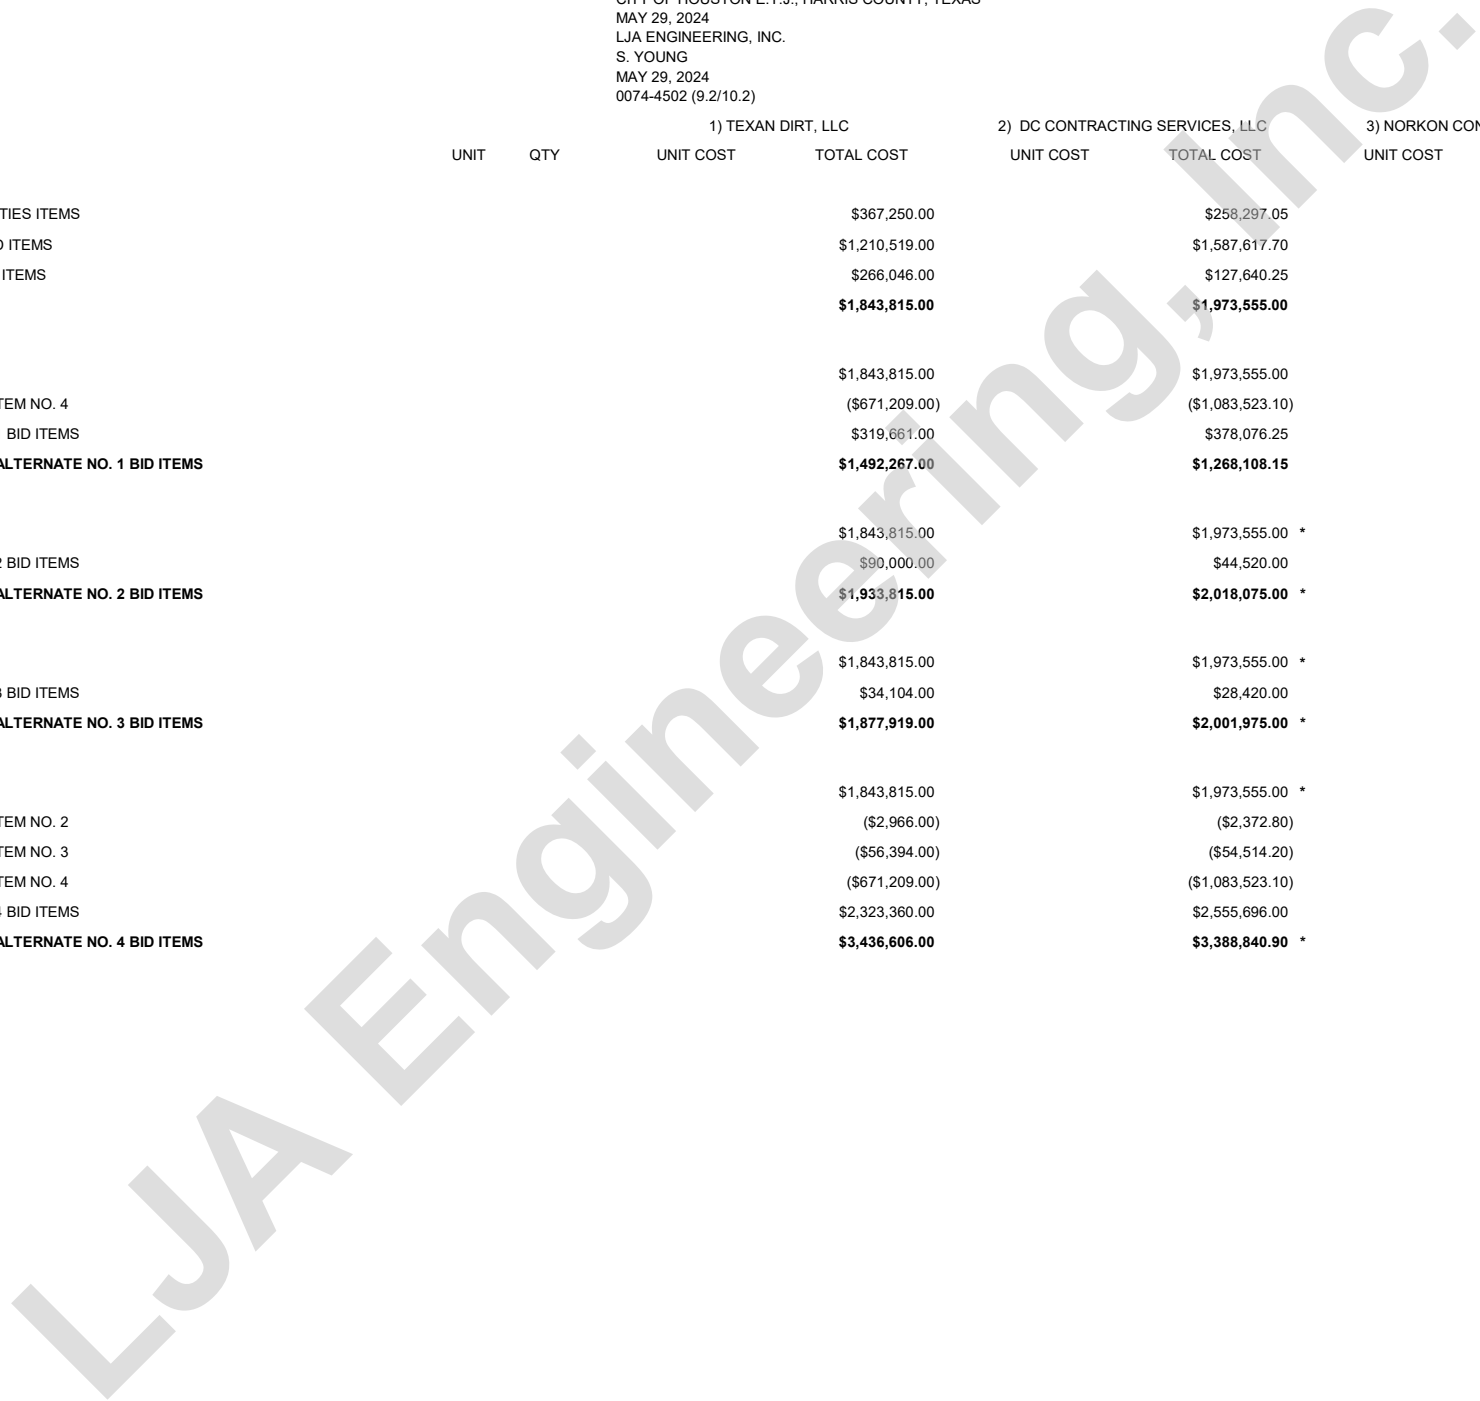 MAY 29, 2024
LJA ENGINEERING, INC.
S. YOUNG
MAY 29, 2024
0074-4502 (9.2/10.2)
1) TEXAN DIRT, LLC 2) DC CONTRACTING SERVICES, LLC 3) NORKON
UNIT QTY UNIT COST TOTAL COST UNIT COST TOTAL COST UNIT COST
TIES ITEMS $367,250.00 $258,297.05
ITEMS $1,210,519.00 $1,587,617.70
ITEMS $266,046.00 $127,640.25
$1,843,815.00 $1,973,555.00
$1,843,815.00 $1,973,555.00
TEM NO. 4 ($671,209.00) ($1,083,523.10)
BID ITEMS $319,661.00 $378,076.25
ALTERNATE NO. 1 BID ITEMS $1,492,267.00 $1,268,108.15
$1,843,815.00 $1,973,555.00 *
BID ITEMS $90,000.00 $44,520.00
ALTERNATE NO. 2 BID ITEMS $1,933,815.00 $2,018,075.00 *
$1,843,815.00 $1,973,555.00 *
BID ITEMS $34,104.00 $28,420.00
ALTERNATE NO. 3 BID ITEMS $1,877,919.00 $2,001,975.00 *
$1,843,815.00 $1,973,555.00 *
TEM NO. 2 ($2,966.00) ($2,372.80)
TEM NO. 3 ($56,394.00) ($54,514.20)
TEM NO. 4 ($671,209.00) ($1,083,523.10)
BID ITEMS $2,323,360.00 $2,555,696.00
ALTERNATE NO. 4 BID ITEMS $3,436,606.00 $3,388,840.90 *
LJA Engineering, Inc.